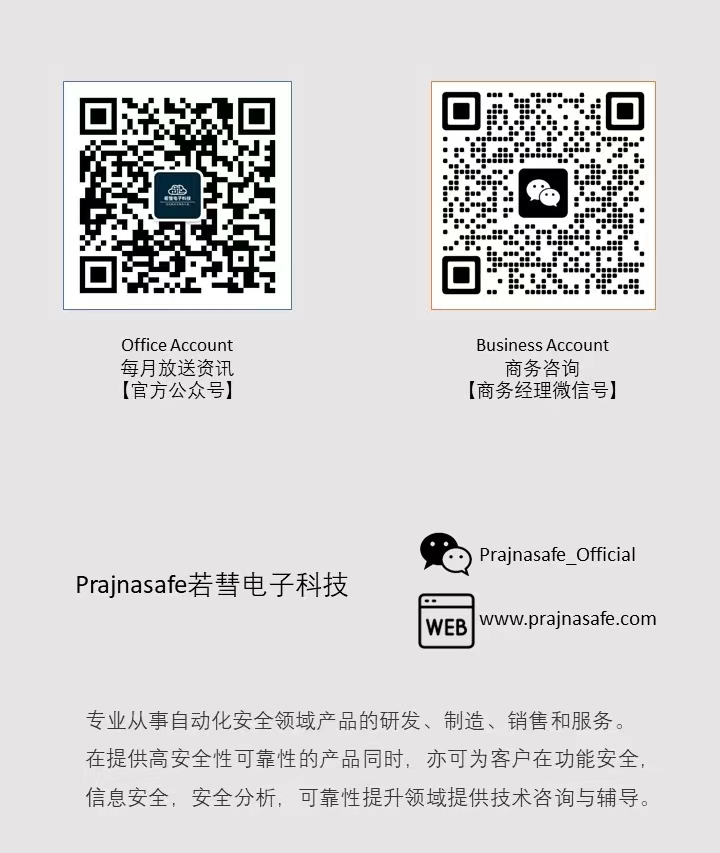 若彗电子科技
Office Account
每月放送资讯
【官方公众号】
Business Account
商务咨询
【商务经理微信号】
Prajnasafe_Official
Prajnasafe若彗电子科技
WEB
www.prajnasafe.com
专业从事自动化安全领域产品的研发、制造、销售和服务。
在提供高安全性可靠性的产品同时，亦可为客户在功能安全，
信息安全，安全分析，可靠性提升领域提供技术咨询与辅导。